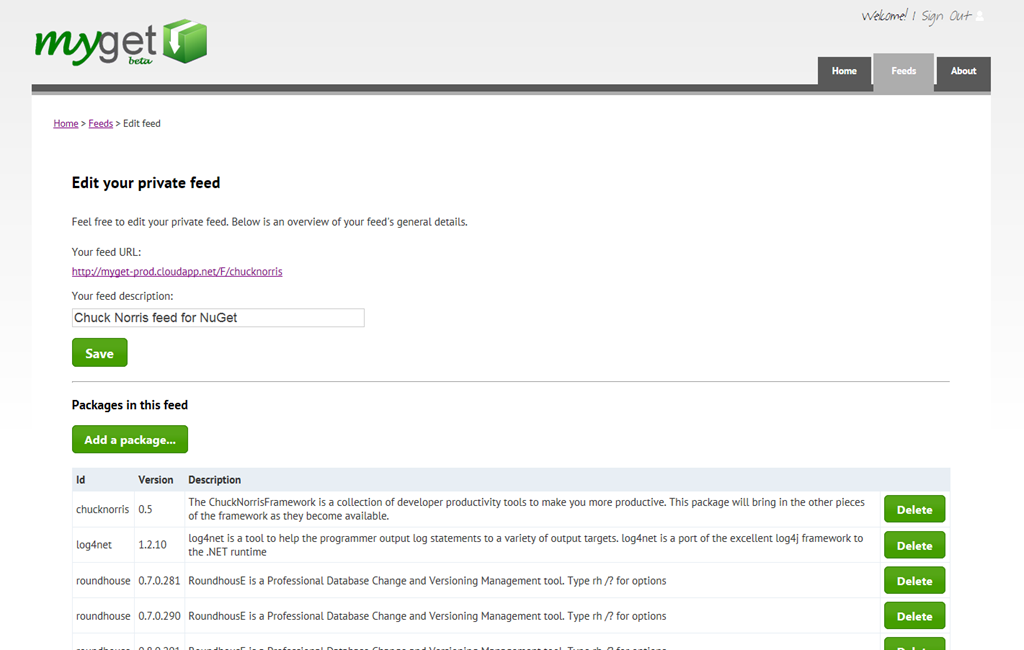 Welcome! | Sign Out
myget
beta
Home
Feeds
About
Home > Feeds > Edit feed
Edit your private feed
Feel free to edit your private feed. Below is an overview of your feed's general details.
Your feed URL:
http://myget-prod.cloudapp.net/F/chucknorris
Your feed description:
Chuck Norris feed for NuGet
Save
Packages in this feed
Add a package...
Id Version Description
chucknorris 0.5 The ChuckNorrisFramework is a collection of developer productivity tools to make you more productive. This package will bring in the other pieces
of the framework as they become available.
Delete
log4net 1.2.10 log4net is a tool to help the programmer output log statements to a variety of output targets. log4net is a port of the excellent log4j framework to
the .NET runtime
Delete
roundhouse 0.7.0.281 RoundhousE is a Professional Database Change and Versioning Management tool. Type rh /? for options Delete
roundhouse 0.7.0.290 RoundhousE is a Professional Database Change and Versioning Management tool. Type rh /? for options Delete